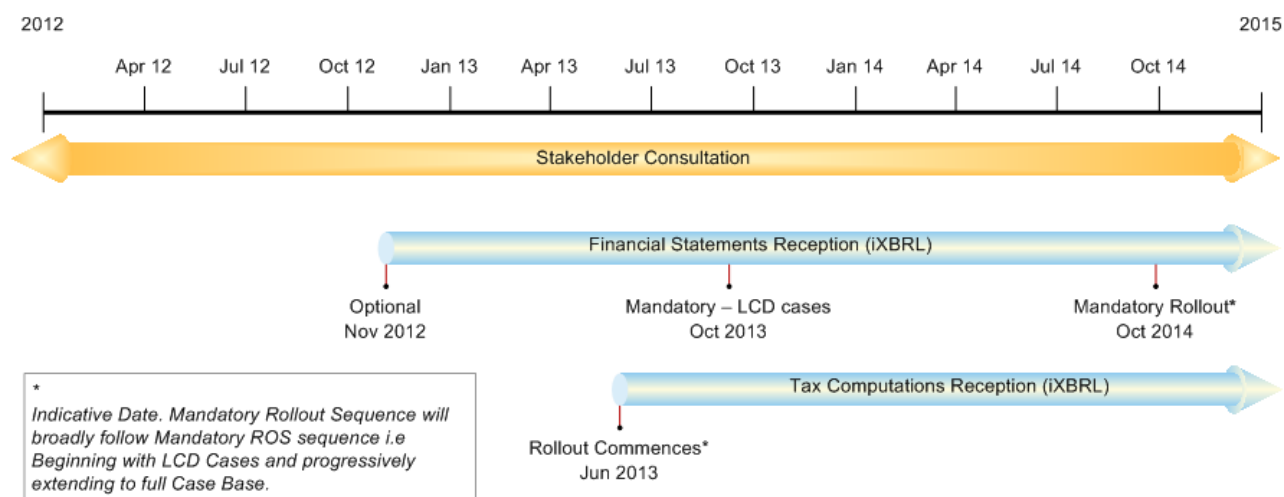 2012
2015
Apr 12
Jul 12
Oct 12
Jan 13
Apr 13
Jul 13
Oct 13
Jan 14
Apr 14
Jul 14
Oct 14
Stakeholder Consultation
Financial Statements Reception (iXBRL)
Optional
Nov 2012
Mandatory – LCD cases
Oct 2013
Mandatory Rollout*
Oct 2014
Tax Computations Reception (iXBRL)
Rollout Commences*
Jun 2013
*
Indicative Date. Mandatory Rollout Sequence will
broadly follow Mandatory ROS sequence i.e
Beginning with LCD Cases and progressively
extending to full Case Base.